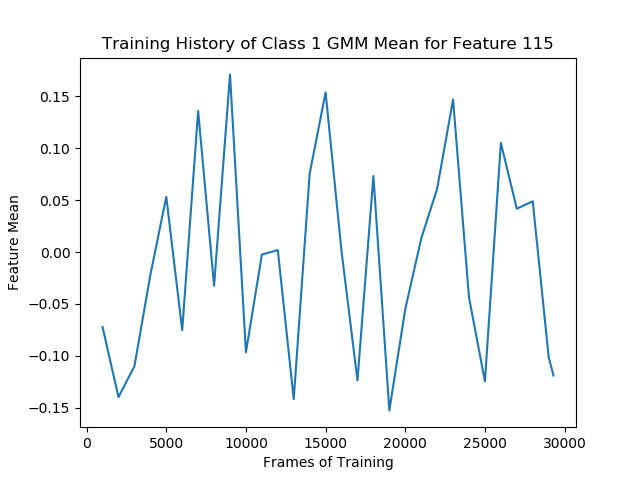 Training History of Class 1 GMM Mean for Feature 115
0.15
0.10
0.05
0.00
−0.05
−0.10
−0.15
Feature Mean
0 5000 10000 15000 20000 25000 30000
Frames of Training